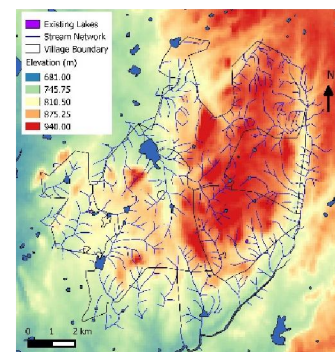 Existing Lakes
Stream Network
Village Boundary
Elevation (m)
681.00
745.75
810.50
875.25
940.00
N
0 1 2 km